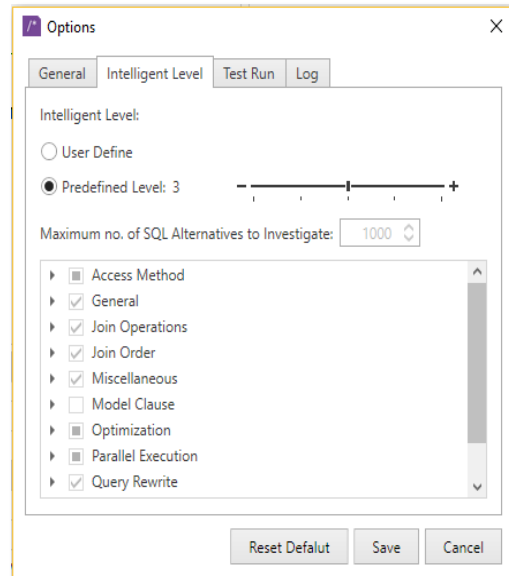 /* Options
General Intelligent Level Test Run Log
Intelligent Level:
User Define
Predefined Level: 3 - +
Maximum no. of SQL Alternatives to Investigate: 1000
Access Method
General
Join Operations
Join Order
Miscellaneous
Model Clause
Optimization
Parallel Execution
Query Rewrite
Reset Defalut Save Cancel